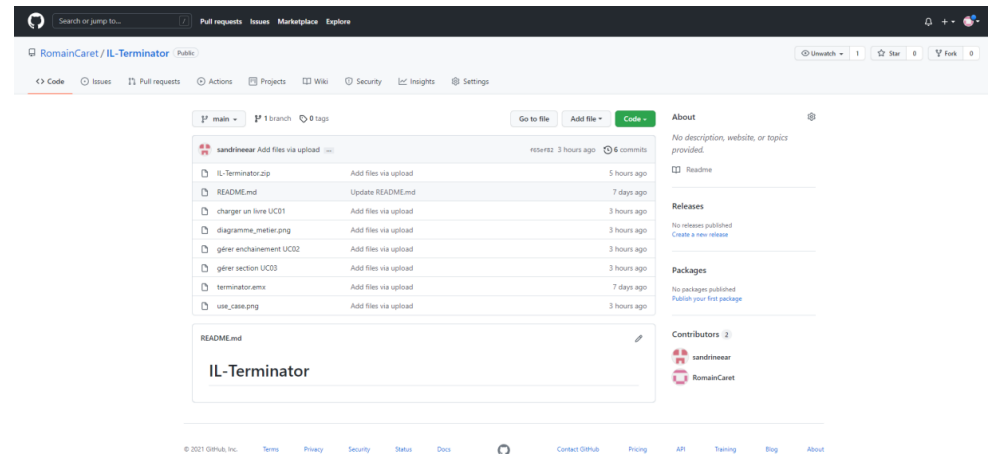 Search or jump to... / Pull requests Issues Marketplace Explore
RomainCaret / IL-Terminator Public
Unwatch 1 Star 0 Fork 0
Code Issues Pull requests Actions Projects Wiki Security Insights Settings
main 1 branch 0 tags Go to file Add file Code
sandrineear Add files via upload ... 3 hours ago 6 commits
IL-Terminator.zip Add files via upload 5 hours ago
README.md Update README.md 7 days ago
charger un livre UC01 Add files via upload 3 hours ago
diagramme_metier.png Add files via upload 3 hours ago
gérer enchainement UC02 Add files via upload 3 hours ago
gérer section UC03 Add files via upload 3 hours ago
terminator.emx Add files via upload 7 days ago
use_case.png Add files via upload 3 hours ago
README.md
IL-Terminator
About
No description, website, or topics
provided.
Readme
Releases
No releases published
Create a new release
Packages
No packages published
Publish your first package
Contributors 2
sandrineear
RomainCaret
© 2021 GitHub, Inc. Terms Privacy Security Status Docs Contact GitHub Pricing API Training Blog About